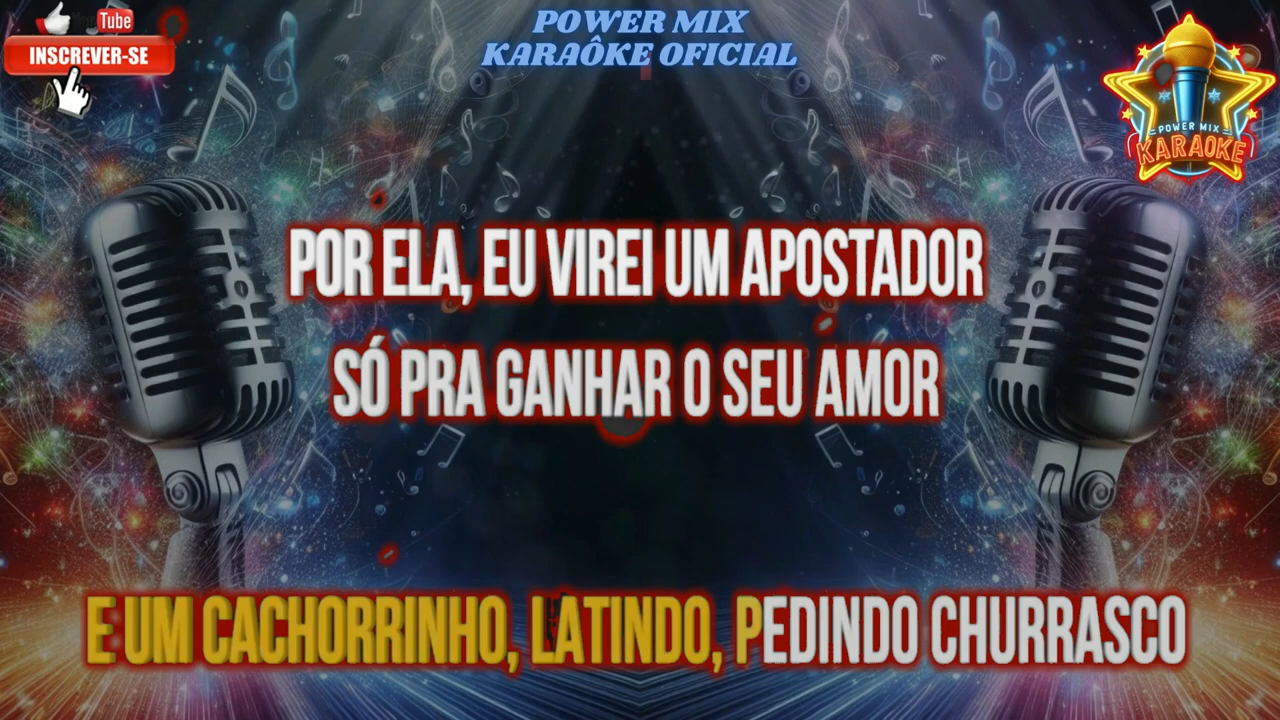 Tube
INSCREVER-SE
POWER MIX
KARAÔKE OFICIAL
POWER MIX
KARAOKE
POR ELA, EU VIREI UM APOSTADOR
SÓ PRA GANHAR O SEU AMOR
E UM CACHORRINHO, LATINDO, PEDINDO CHURRASCO